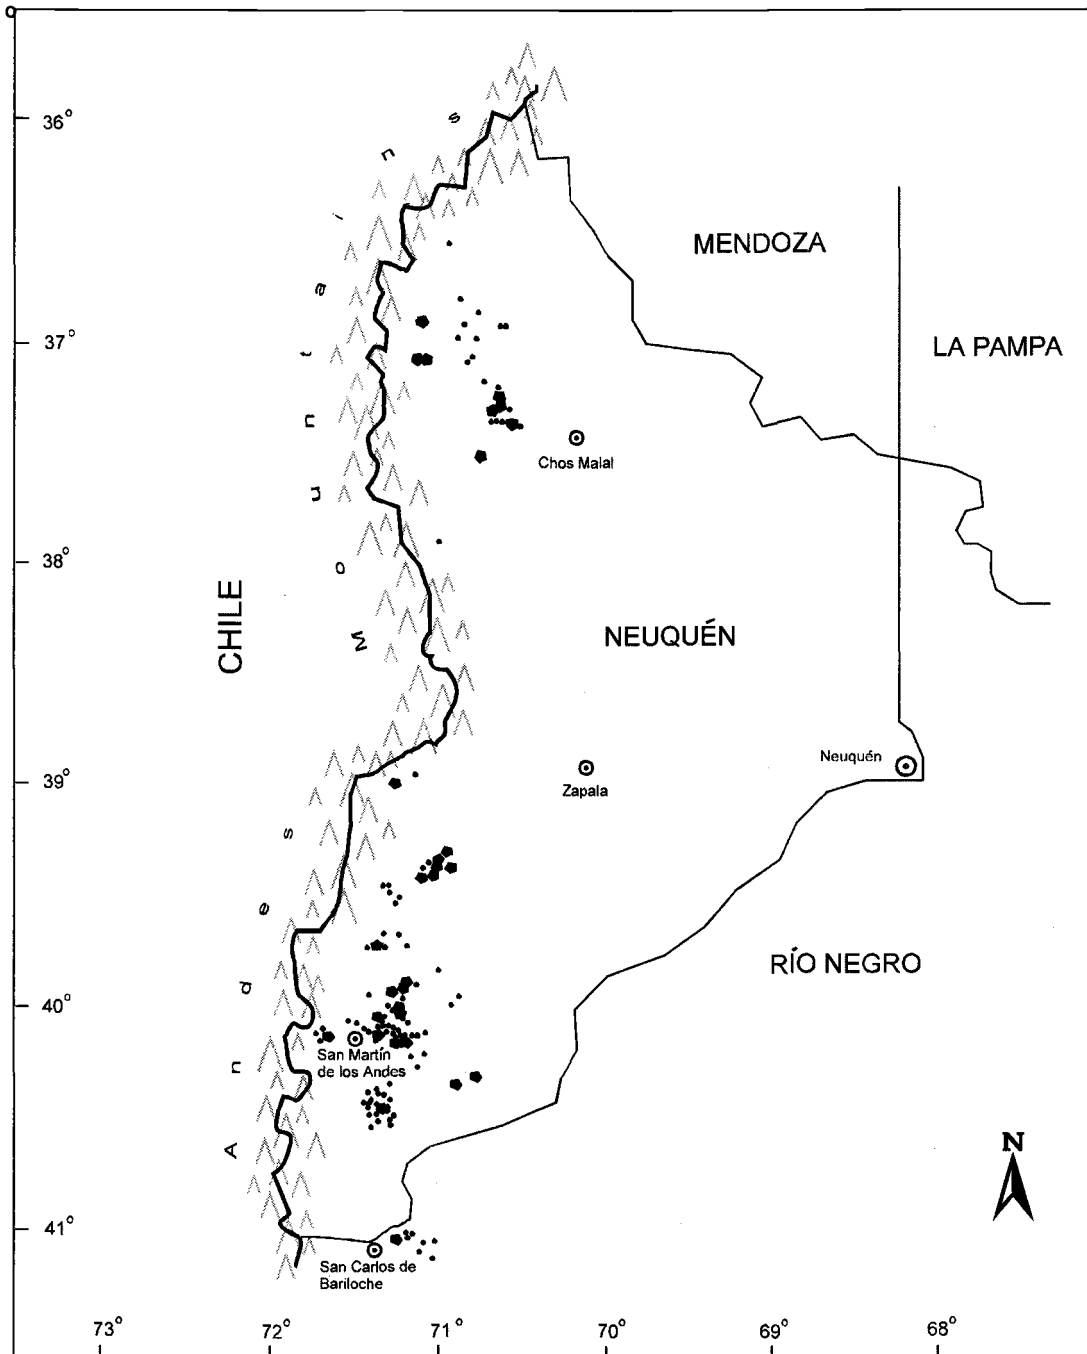 36°
MENDOZA
37°
LA PAMPA
Chos Malal
38°
CHILE
NEUQUÉN
Andes Mountains
Neuquén
39°
Zapala
RÍO NEGRO
40°
San Martín
de los Andes
N
41°
San Carlos de
Bariloche
73° 72° 71° 70° 69° 68°